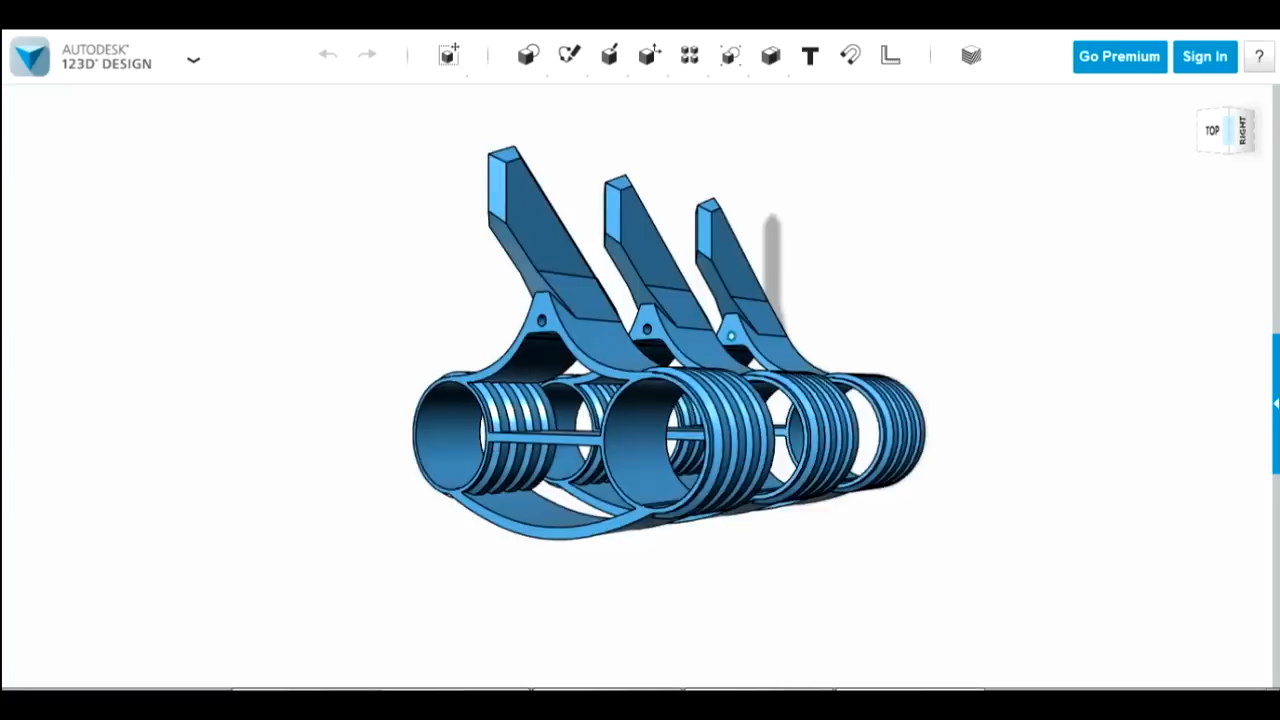 AUTODESK®
123D® DESIGN
T
Go Premium
Sign In
?
TOP
RIGHT